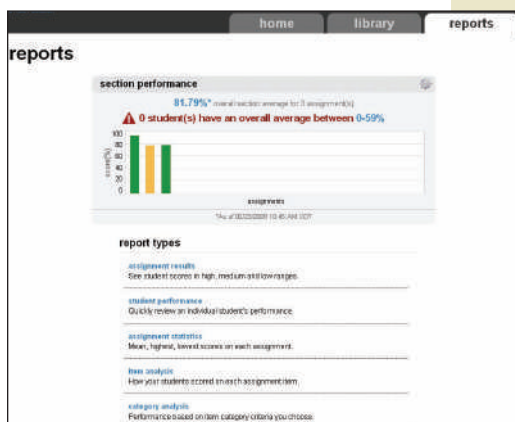 home library reports
reports
section performance
81.79%* overall section average for 3 assignment(s)
0 student(s) have an overall average between 0-59%
100
80
60
40
20
0
score(%)
assignments
report types
assignment results
See student scores in high, medium and low ranges.
student performance
Quickly review an individual student's performance.
assignment statistics
Mean, highest, lowest scores on each assignment.
item analysis
How your students scored on each assignment item.
category analysis
Performance based on item category criteria you choose.